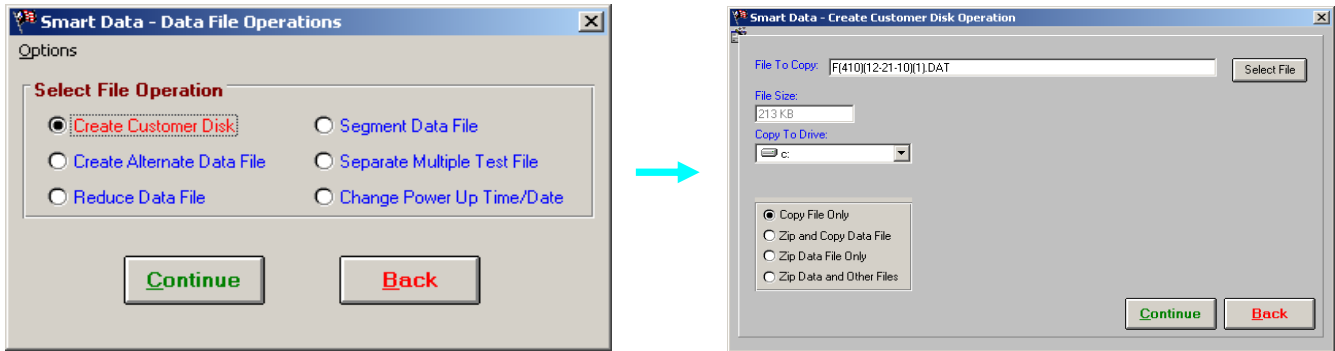 Smart Data - Data File Operations
Options
Select File Operation
Create Customer Disk
Segment Data File
Create Alternate Data File
Separate Multiple Test File
Reduce Data File
Change Power Up Time/Date
Continue
Back
Smart Data - Create Customer Disk Operation
File To Copy: F(410)(12-21-10)(1).DAT
Select File
File Size:
213 KB
Copy To Drive:
c:
Copy File Only
Zip and Copy Data File
Zip Data File Only
Zip Data and Other Files
Continue
Back